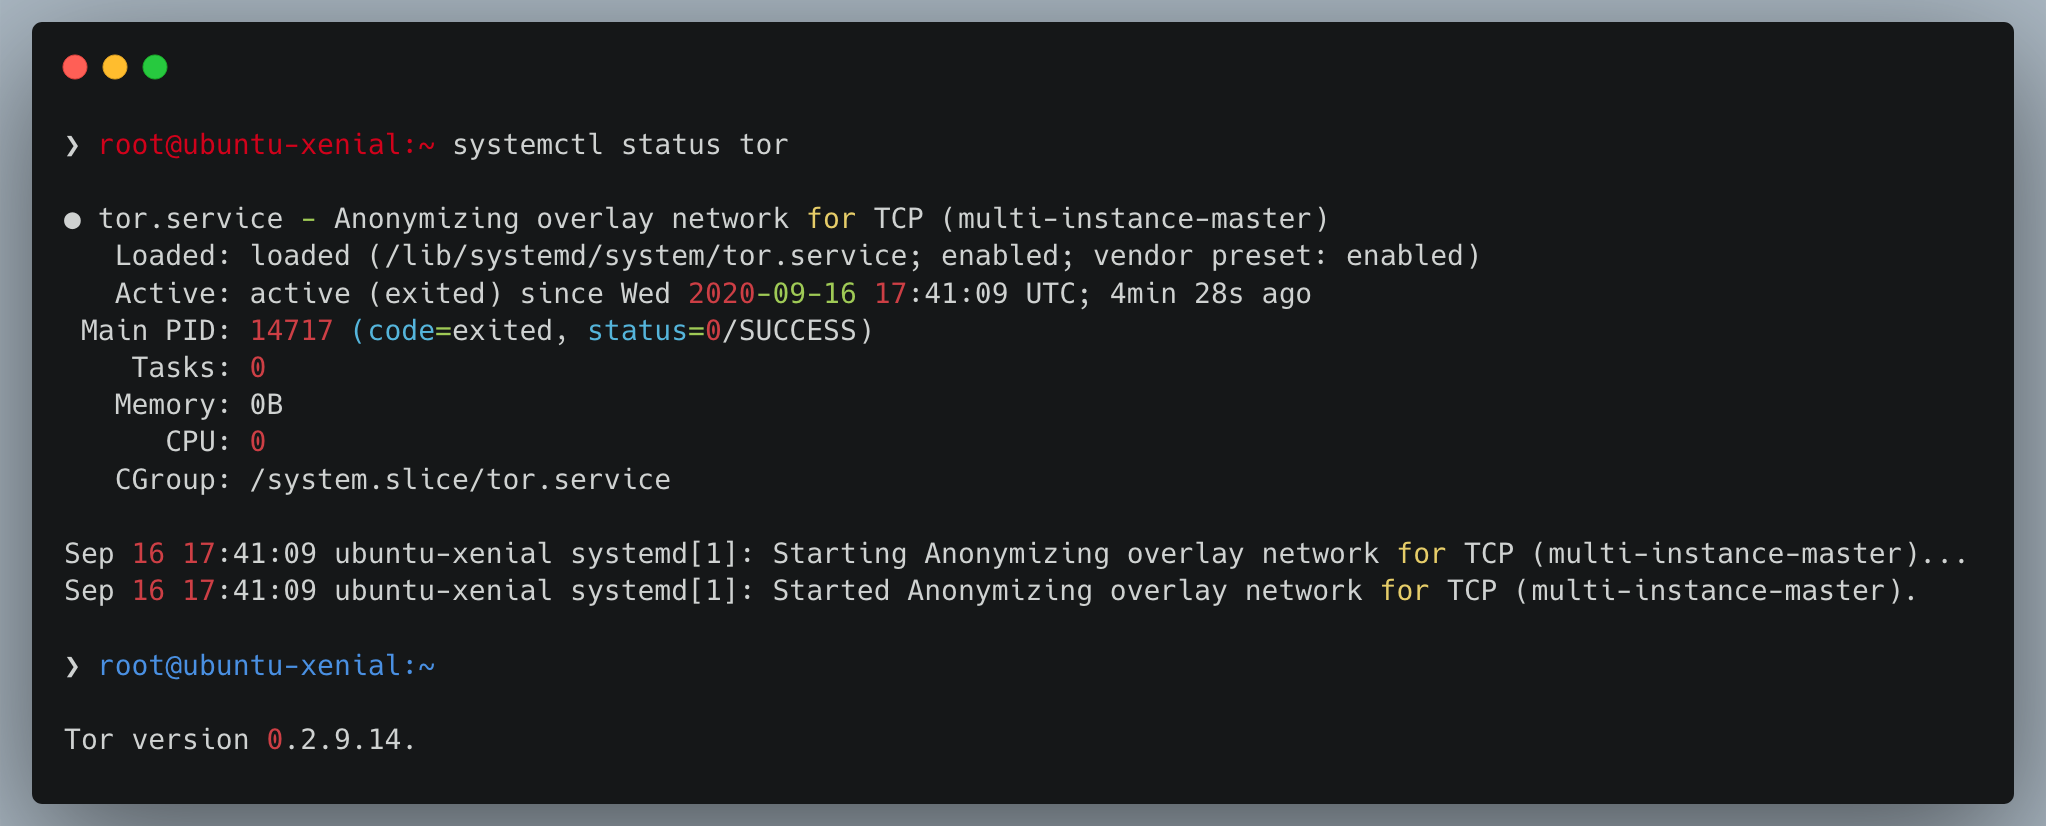 ❯ root@ubuntu-xenial:~ systemctl status tor
● tor.service - Anonymizing overlay network for TCP (multi-instance-master)
Loaded: loaded (/lib/systemd/system/tor.service; enabled; vendor preset: enabled)
Active: active (exited) since Wed 2020-09-16 17:41:09 UTC; 4min 28s ago
Main PID: 14717 (code=exited, status=0/SUCCESS)
Tasks: 0
Memory: 0B
CPU: 0
CGroup: /system.slice/tor.service
Sep 16 17:41:09 ubuntu-xenial systemd[1]: Starting Anonymizing overlay network for TCP (multi-instance-master)...
Sep 16 17:41:09 ubuntu-xenial systemd[1]: Started Anonymizing overlay network for TCP (multi-instance-master).
❯ root@ubuntu-xenial:~
Tor version 0.2.9.14.